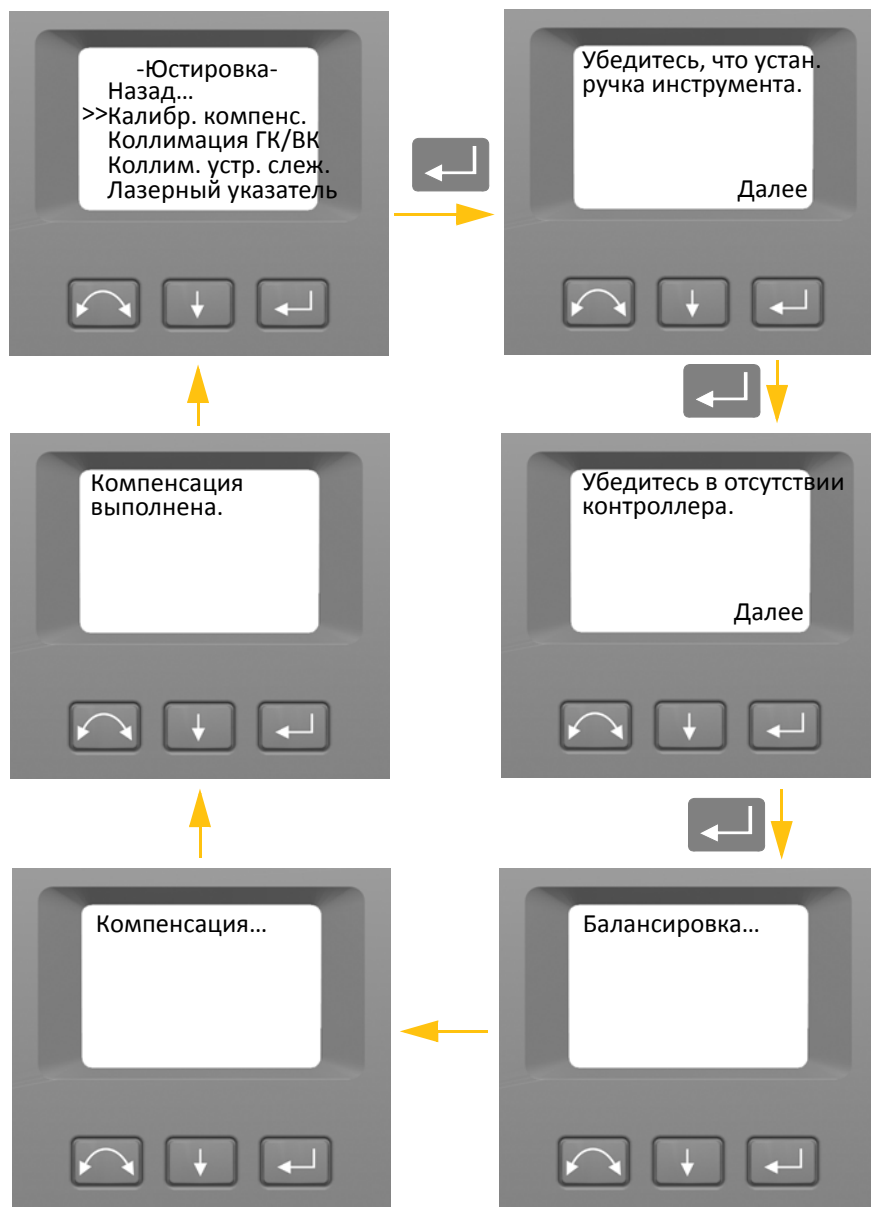 -Юстировка-
Назад...
>>Калибр. компенс.
Коллимация ГК/ВК
Коллим. устр. слеж.
Лазерный указатель
Убедитесь, что устан.
ручка инструмента.
Далее
Убедитесь в отсутствии
контроллера.
Далее
Балансировка...
Компенсация...
Компенсация
выполнена.